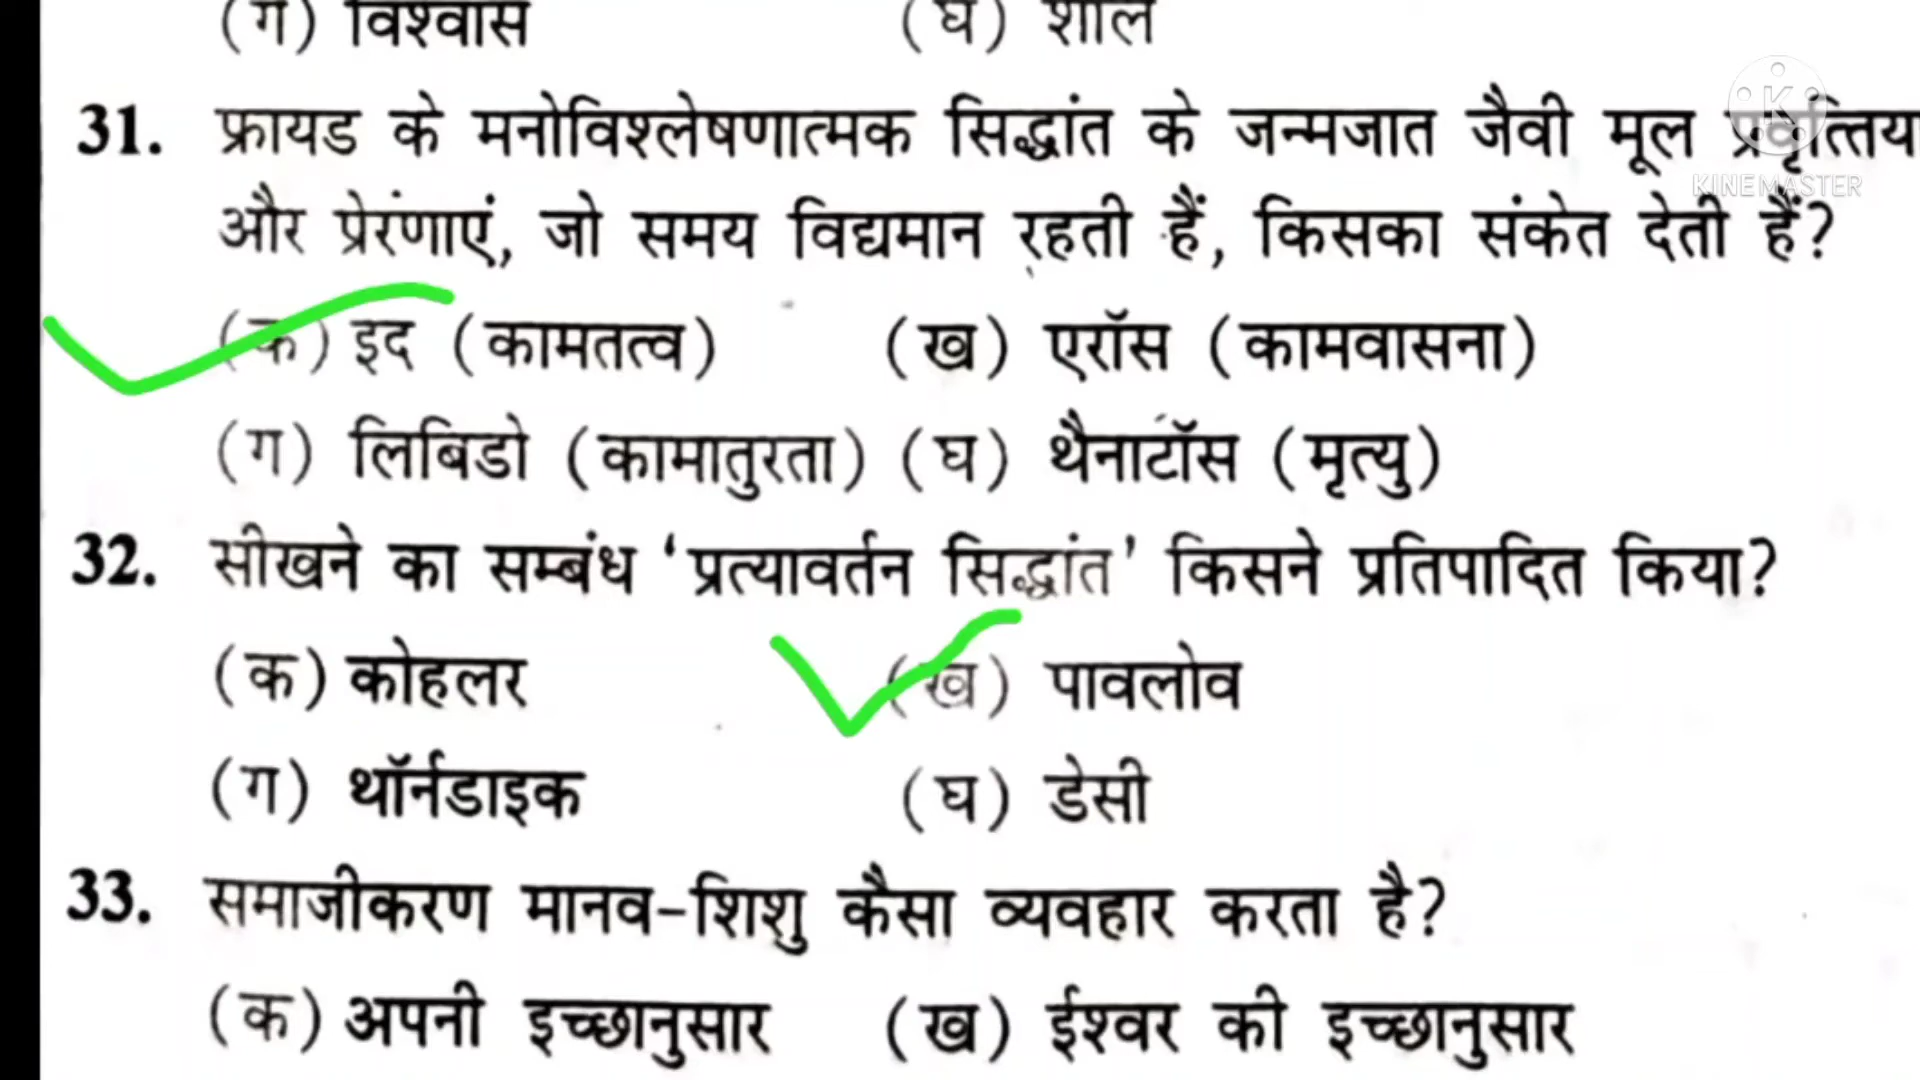 (ग) विश्वास (घ) शील
31. फ्रायड के मनोविश्लेषणात्मक सिद्धांत के जन्मजात जैवी मूल प्रवृत्तिय
KINEMASTER
और प्रेरंणाएं, जो समय विद्यमान रहती हैं, किसका संकेत देती हैं?
(क) इद (कामतत्व) (ख) एरॉस (कामवासना)
(ग) लिबिडो (कामातुरता) (घ) थैनाटॉस (मृत्यु)
32. सीखने का सम्बंध ‘प्रत्यावर्तन सिद्धांत’ किसने प्रतिपादित किया?
(क) कोहलर (ख) पावलोव
(ग) थॉर्नडाइक (घ) डेसी
33. समाजीकरण मानव-शिशु कैसा व्यवहार करता है?
(क) अपनी इच्छानुसार (ख) ईश्वर की इच्छानुसार